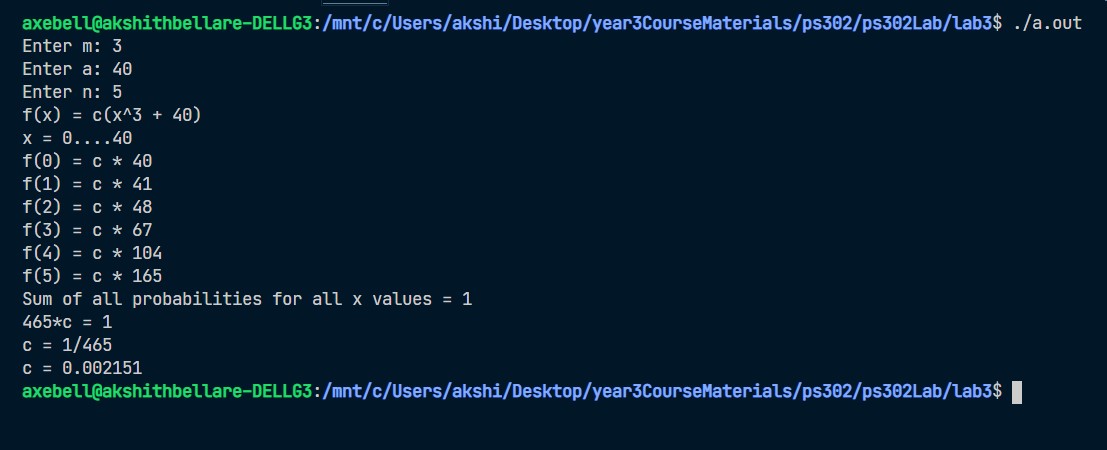 axebell@akshithbellare-DELLG3:/mnt/c/Users/akshi/Desktop/year3CourseMaterials/ps302/ps302Lab/lab3$ ./a.out
Enter m: 3
Enter a: 40
Enter n: 5
f(x) = c(x^3 + 40)
x = 0....40
f(0) = c * 40
f(1) = c * 41
f(2) = c * 48
f(3) = c * 67
f(4) = c * 104
f(5) = c * 165
Sum of all probabilities for all x values = 1
465*c = 1
c = 1/465
c = 0.002151
axebell@akshithbellare-DELLG3:/mnt/c/Users/akshi/Desktop/year3CourseMaterials/ps302/ps302Lab/lab3$